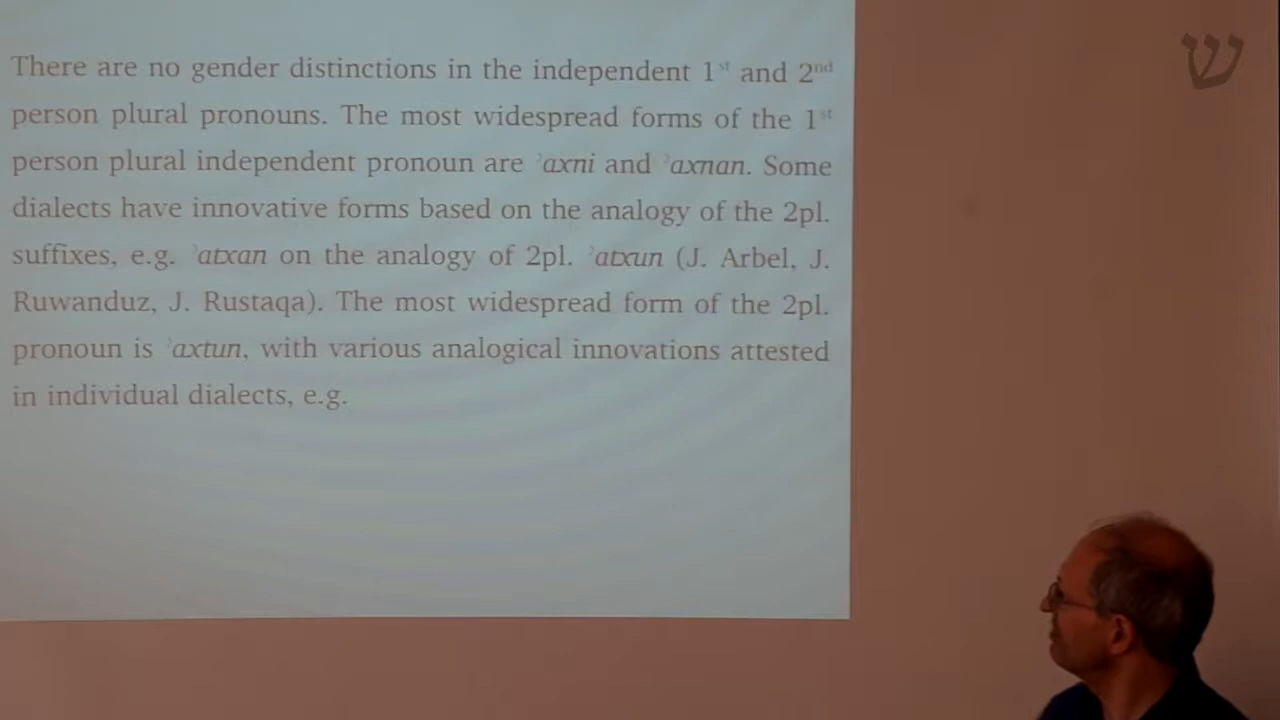 There are no gender distinctions in the independent 1st and 2nd
person plural pronouns. The most widespread forms of the 1st
person plural independent pronoun are ʾaxni and ʾaxnan. Some
dialects have innovative forms based on the analogy of the 2pl.
suffixes, e.g. ʾatxan on the analogy of 2pl. ʾatxun (J. Arbel, J.
Ruwanduz, J. Rustaqa). The most widespread form of the 2pl.
pronoun is ʾaxtun, with various analogical innovations attested
in individual dialects, e.g.
ש